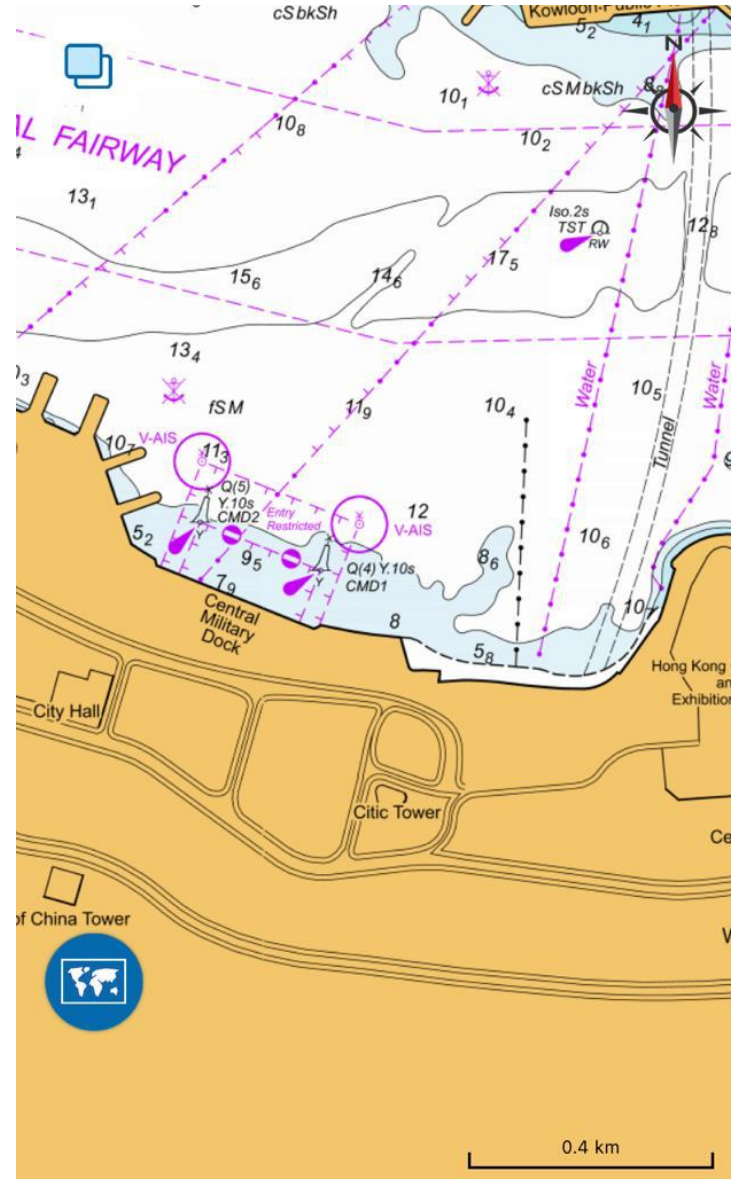 cSbkSh
Kowloon Public
5₂
4₁
N
cSMbkSh
10₁
10₈
10₂
AL FAIRWAY
13₁
Iso.2s
TST
RW
12₈
17₅
15₆
14₆
13₄
Water
10₅
Water
11₉
10₄
fSM
10₇
V-AIS
11₃
Tunnel
Q(5)
Y.10s
CMD2
Entry
Restricted
12
V-AIS
10₆
5₂
Y
9₅
8₆
Q(4) Y.10s
CMD1
Y
7₉
Central
Military
Dock
8
5₈
Hong Kong
an
Exhibition
City Hall
Citic Tower
Ce
of China Tower
W
0.4 km